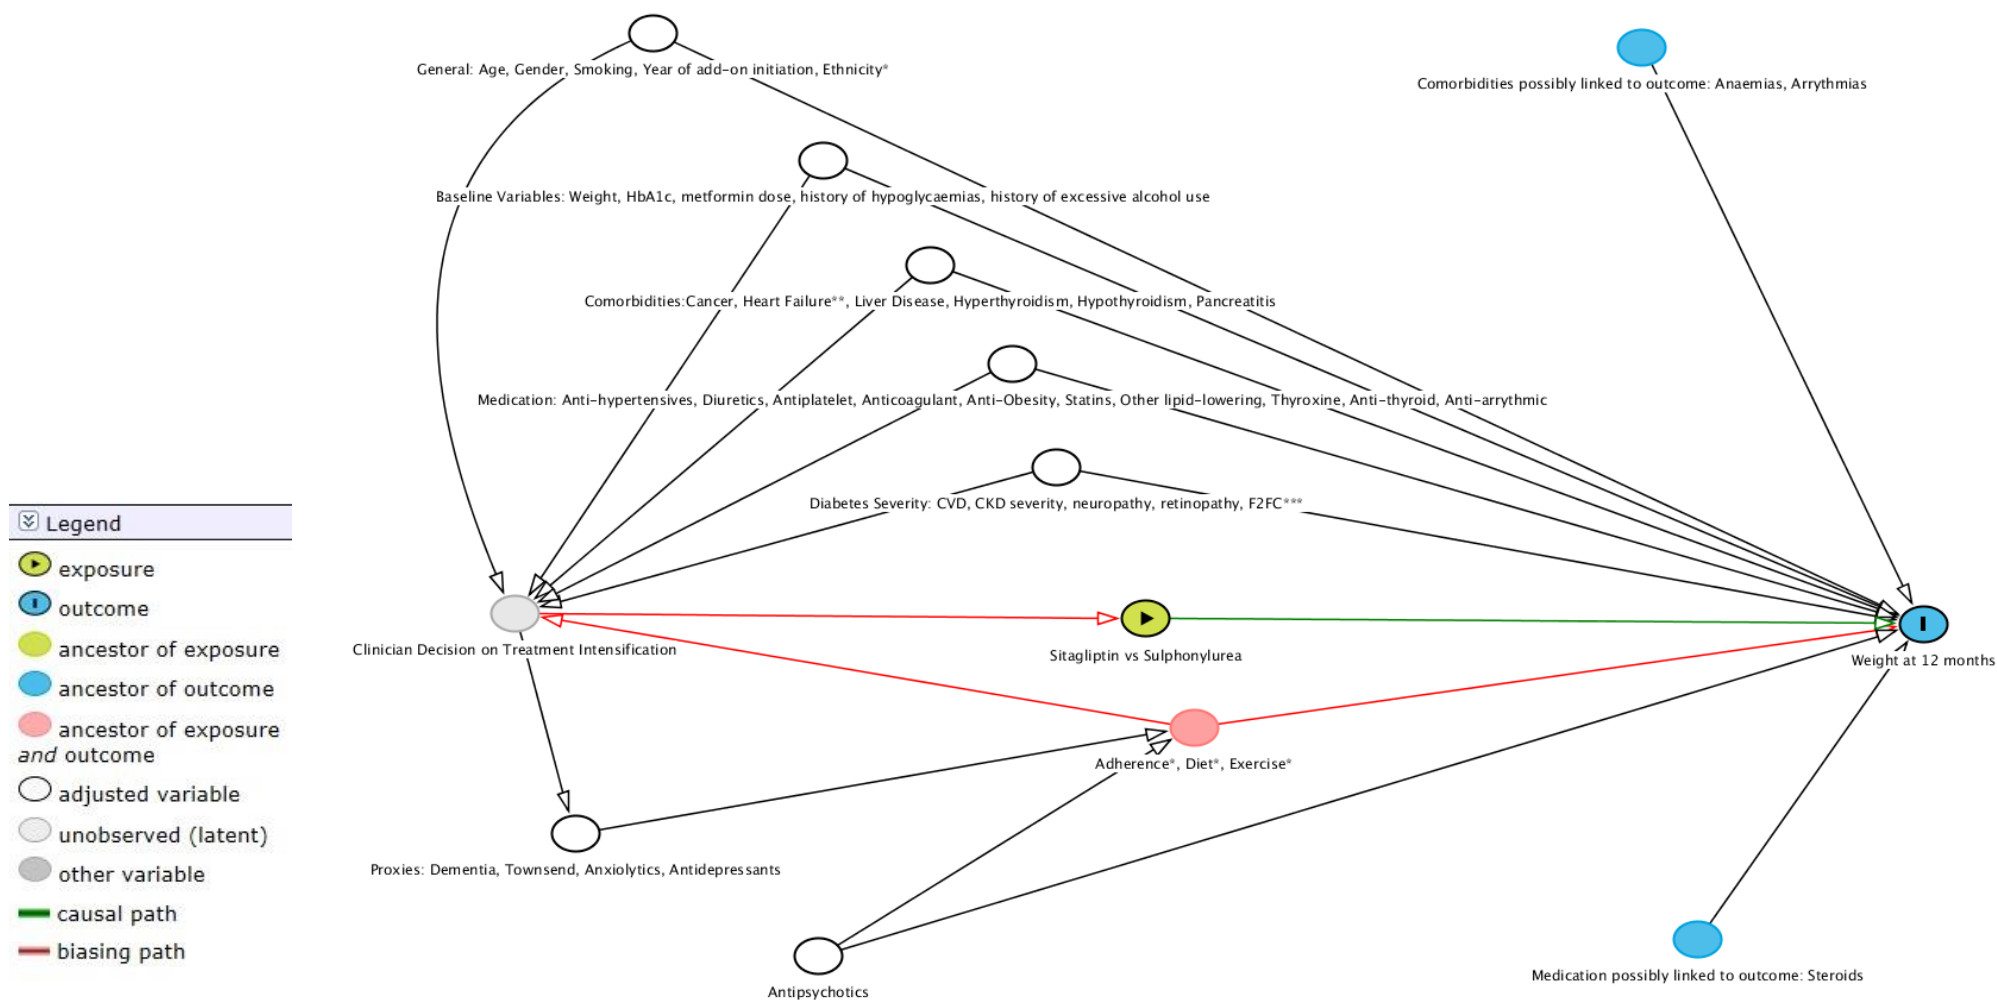 General: Age, Gender, Smoking, Year of add-on initiation, Ethnicity*
Comorbidities possibly linked to outcome: Anaemias, Arrythmias
Baseline Variables: Weight, HbA1c, metformin dose, history of hypoglycaemias, history of excessive alcohol use
Comorbidities:Cancer, Heart Failure**, Liver Disease, Hyperthyroidism, Hypothyroidism, Pancreatitis
Medication: Anti-hypertensives, Diuretics, Antiplatelet, Anticoagulant, Anti-Obesity, Statins, Other lipid-lowering, Thyroxine, Anti-thyroid, Anti-arrythmic
Diabetes Severity: CVD, CKD severity, neuropathy, retinopathy, F2FC***
Clinician Decision on Treatment Intensification
Sitagliptin vs Sulphonylurea
Weight at 12 months
Adherence*, Diet*, Exercise*
Proxies: Dementia, Townsend, Anxiolytics, Antidepressants
Antipsychotics
Medication possibly linked to outcome: Steroids
Legend
exposure
outcome
ancestor of exposure
ancestor of outcome
ancestor of exposure
and outcome
adjusted variable
unobserved (latent)
other variable
causal path
biasing path